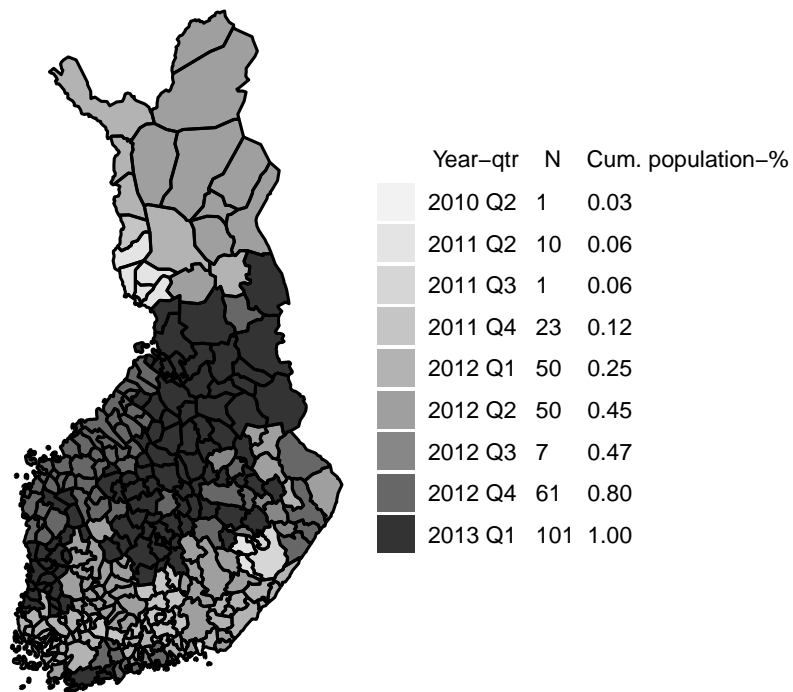 Year–qtr N Cum. population–%
2010 Q2 1 0.03
2011 Q2 10 0.06
2011 Q3 1 0.06
2011 Q4 23 0.12
2012 Q1 50 0.25
2012 Q2 50 0.45
2012 Q3 7 0.47
2012 Q4 61 0.80
2013 Q1 101 1.00